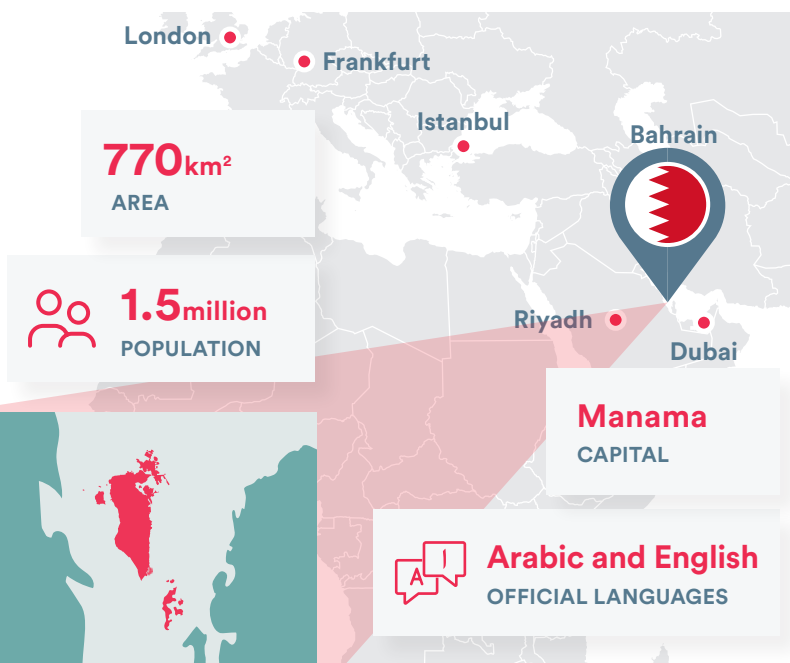 London
Frankfurt
Istanbul
Bahrain
770km²
AREA
1.5million
POPULATION
Riyadh
Dubai
Manama
CAPITAL
A
Arabic and English
OFFICIAL LANGUAGES